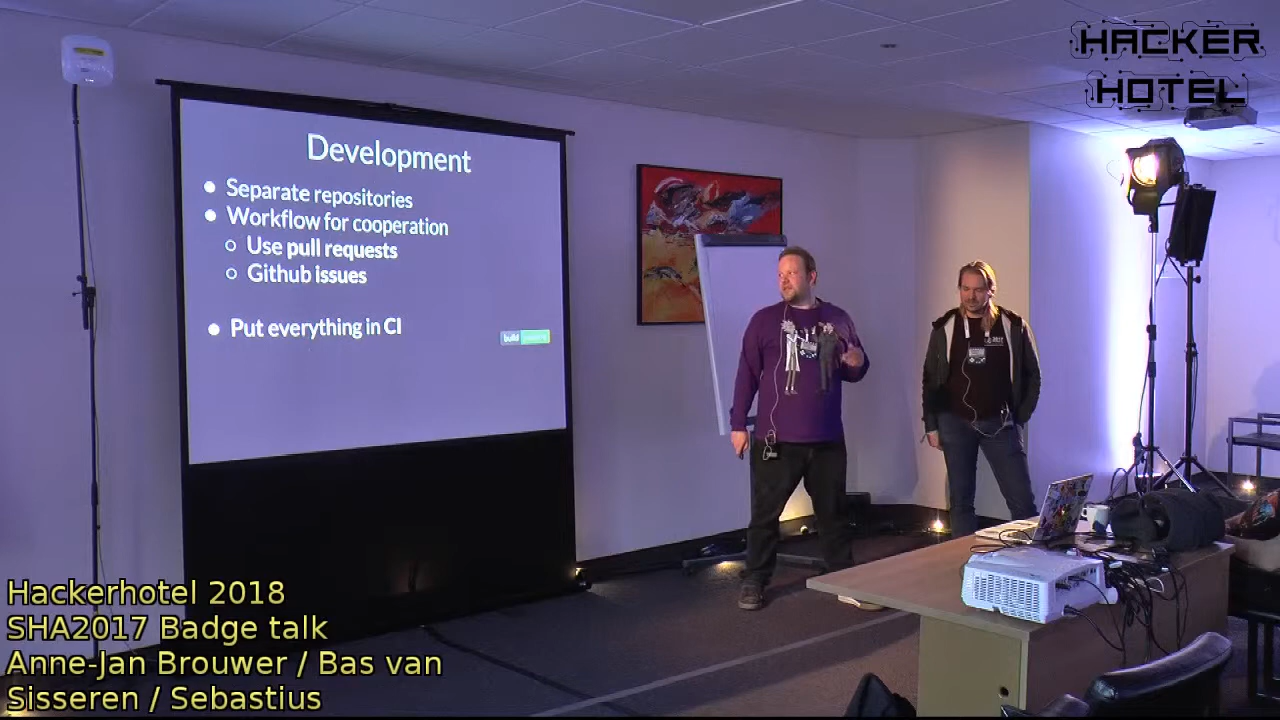 HACKER
HOTEL
Development
Separate repositories
Workflow for cooperation
Use pull requests
Github issues
Put everything in CI
build
Hackerhotel 2018
SHA2017 Badge talk
Anne-Jan Brouwer / Bas van
Sisseren / Sebastius